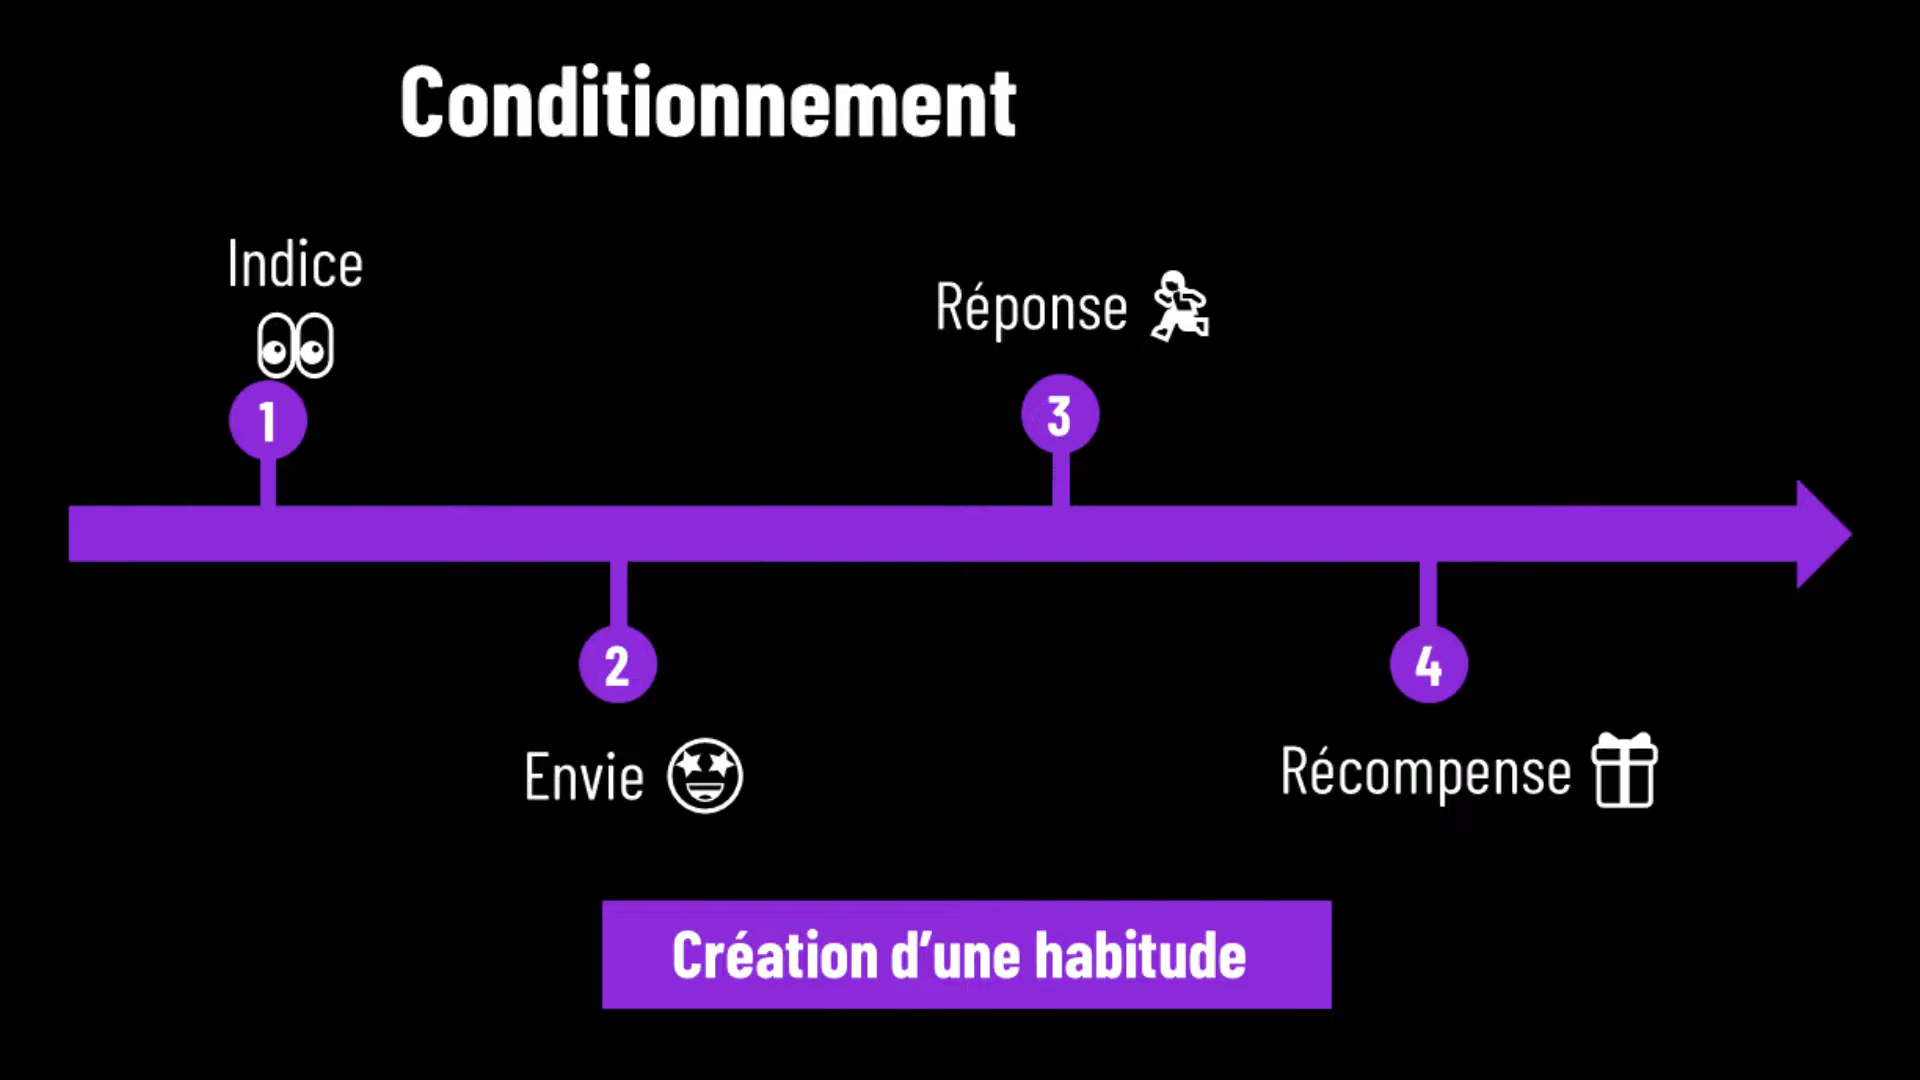 Conditionnement
Indice
1
2
Envie
Réponse
3
4
Récompense
Création d’une habitude